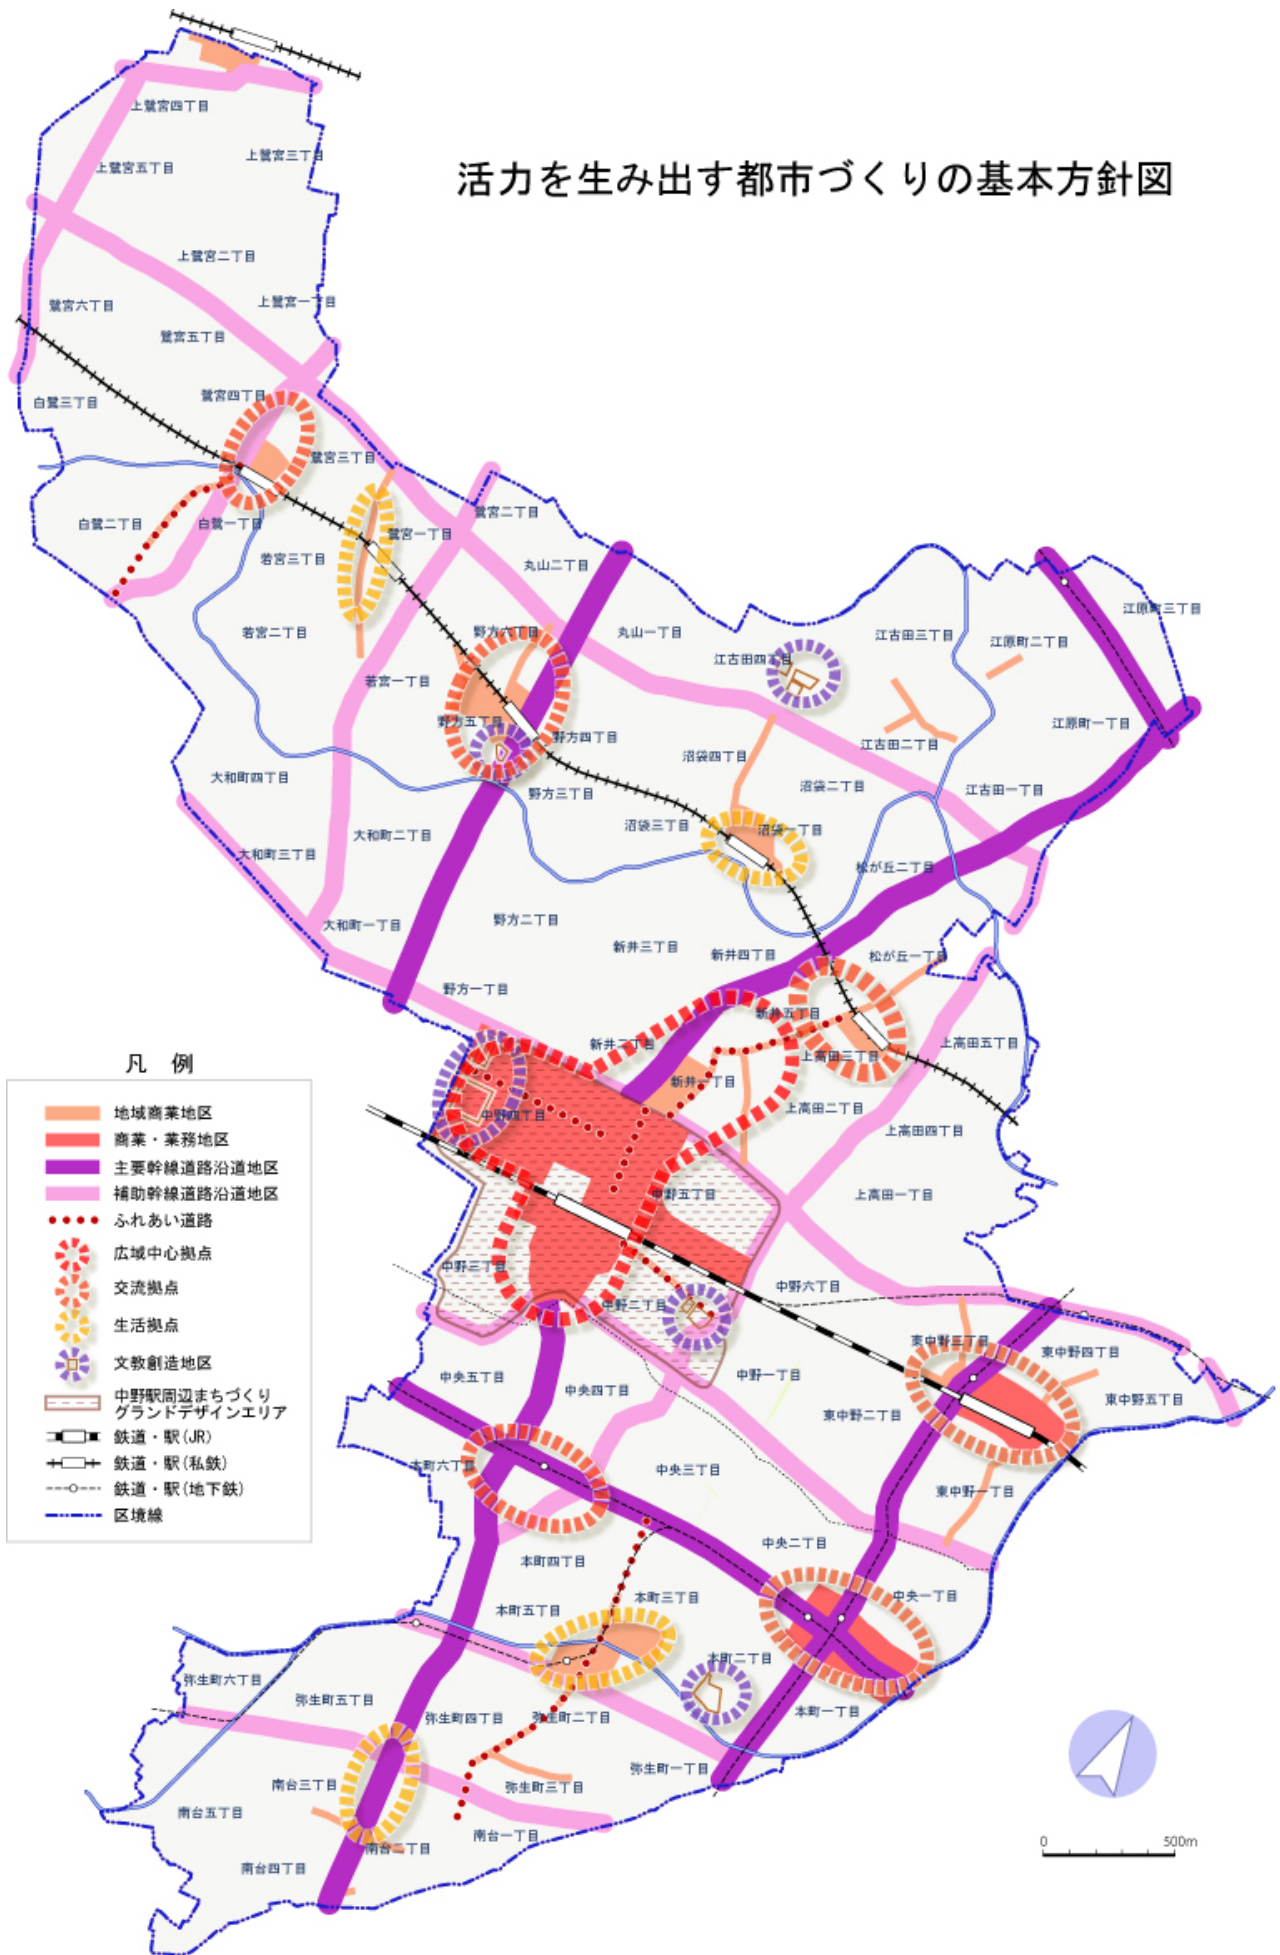 活力を生み出す都市づくりの基本方針図
上鷺宮四丁目
上鷺宮三丁目
上鷺宮五丁目
上鷺宮二丁目
上鷺宮一丁目
鷺宮六丁目
鷺宮五丁目
鷺宮四丁目
白鷺三丁目
鷺宮三丁目
鷺宮二丁目
白鷺二丁目
白鷺一丁目
鷺宮一丁目
若宮三丁目
丸山二丁目
江原町三丁目
若宮二丁目
野方六丁目
丸山一丁目
江古田三丁目
江原町二丁目
江古田四丁目
若宮一丁目
野方五丁目
野方四丁目
江原町一丁目
江古田二丁目
沼袋四丁目
大和町四丁目
野方三丁目
沼袋二丁目
江古田一丁目
大和町二丁目
沼袋三丁目
沼袋一丁目
大和町三丁目
松が丘二丁目
大和町一丁目
野方二丁目
新井三丁目
新井四丁目
松が丘一丁目
野方一丁目
新井五丁目
新井二丁目
上高田三丁目
上高田五丁目
新井一丁目
中野四丁目
上高田二丁目
上高田四丁目
中野五丁目
上高田一丁目
中野三丁目
中野六丁目
中野二丁目
東中野三丁目
東中野四丁目
中央五丁目
中央四丁目
中野一丁目
東中野五丁目
東中野二丁目
本町六丁目
中央三丁目
東中野一丁目
中央二丁目
本町四丁目
本町三丁目
中央一丁目
本町五丁目
本町二丁目
弥生町六丁目
弥生町五丁目
弥生町四丁目
弥生町二丁目
本町一丁目
弥生町一丁目
南台三丁目
弥生町三丁目
南台五丁目
南台一丁目
南台二丁目
南台四丁目
凡 例
地域商業地区
商業・業務地区
主要幹線道路沿道地区
補助幹線道路沿道地区
ふれあい道路
広域中心拠点
交流拠点
生活拠点
文教創造地区
中野駅周辺まちづくり
グランドデザインエリア
鉄道・駅(JR)
鉄道・駅(私鉄)
鉄道・駅(地下鉄)
区境線
0 500m